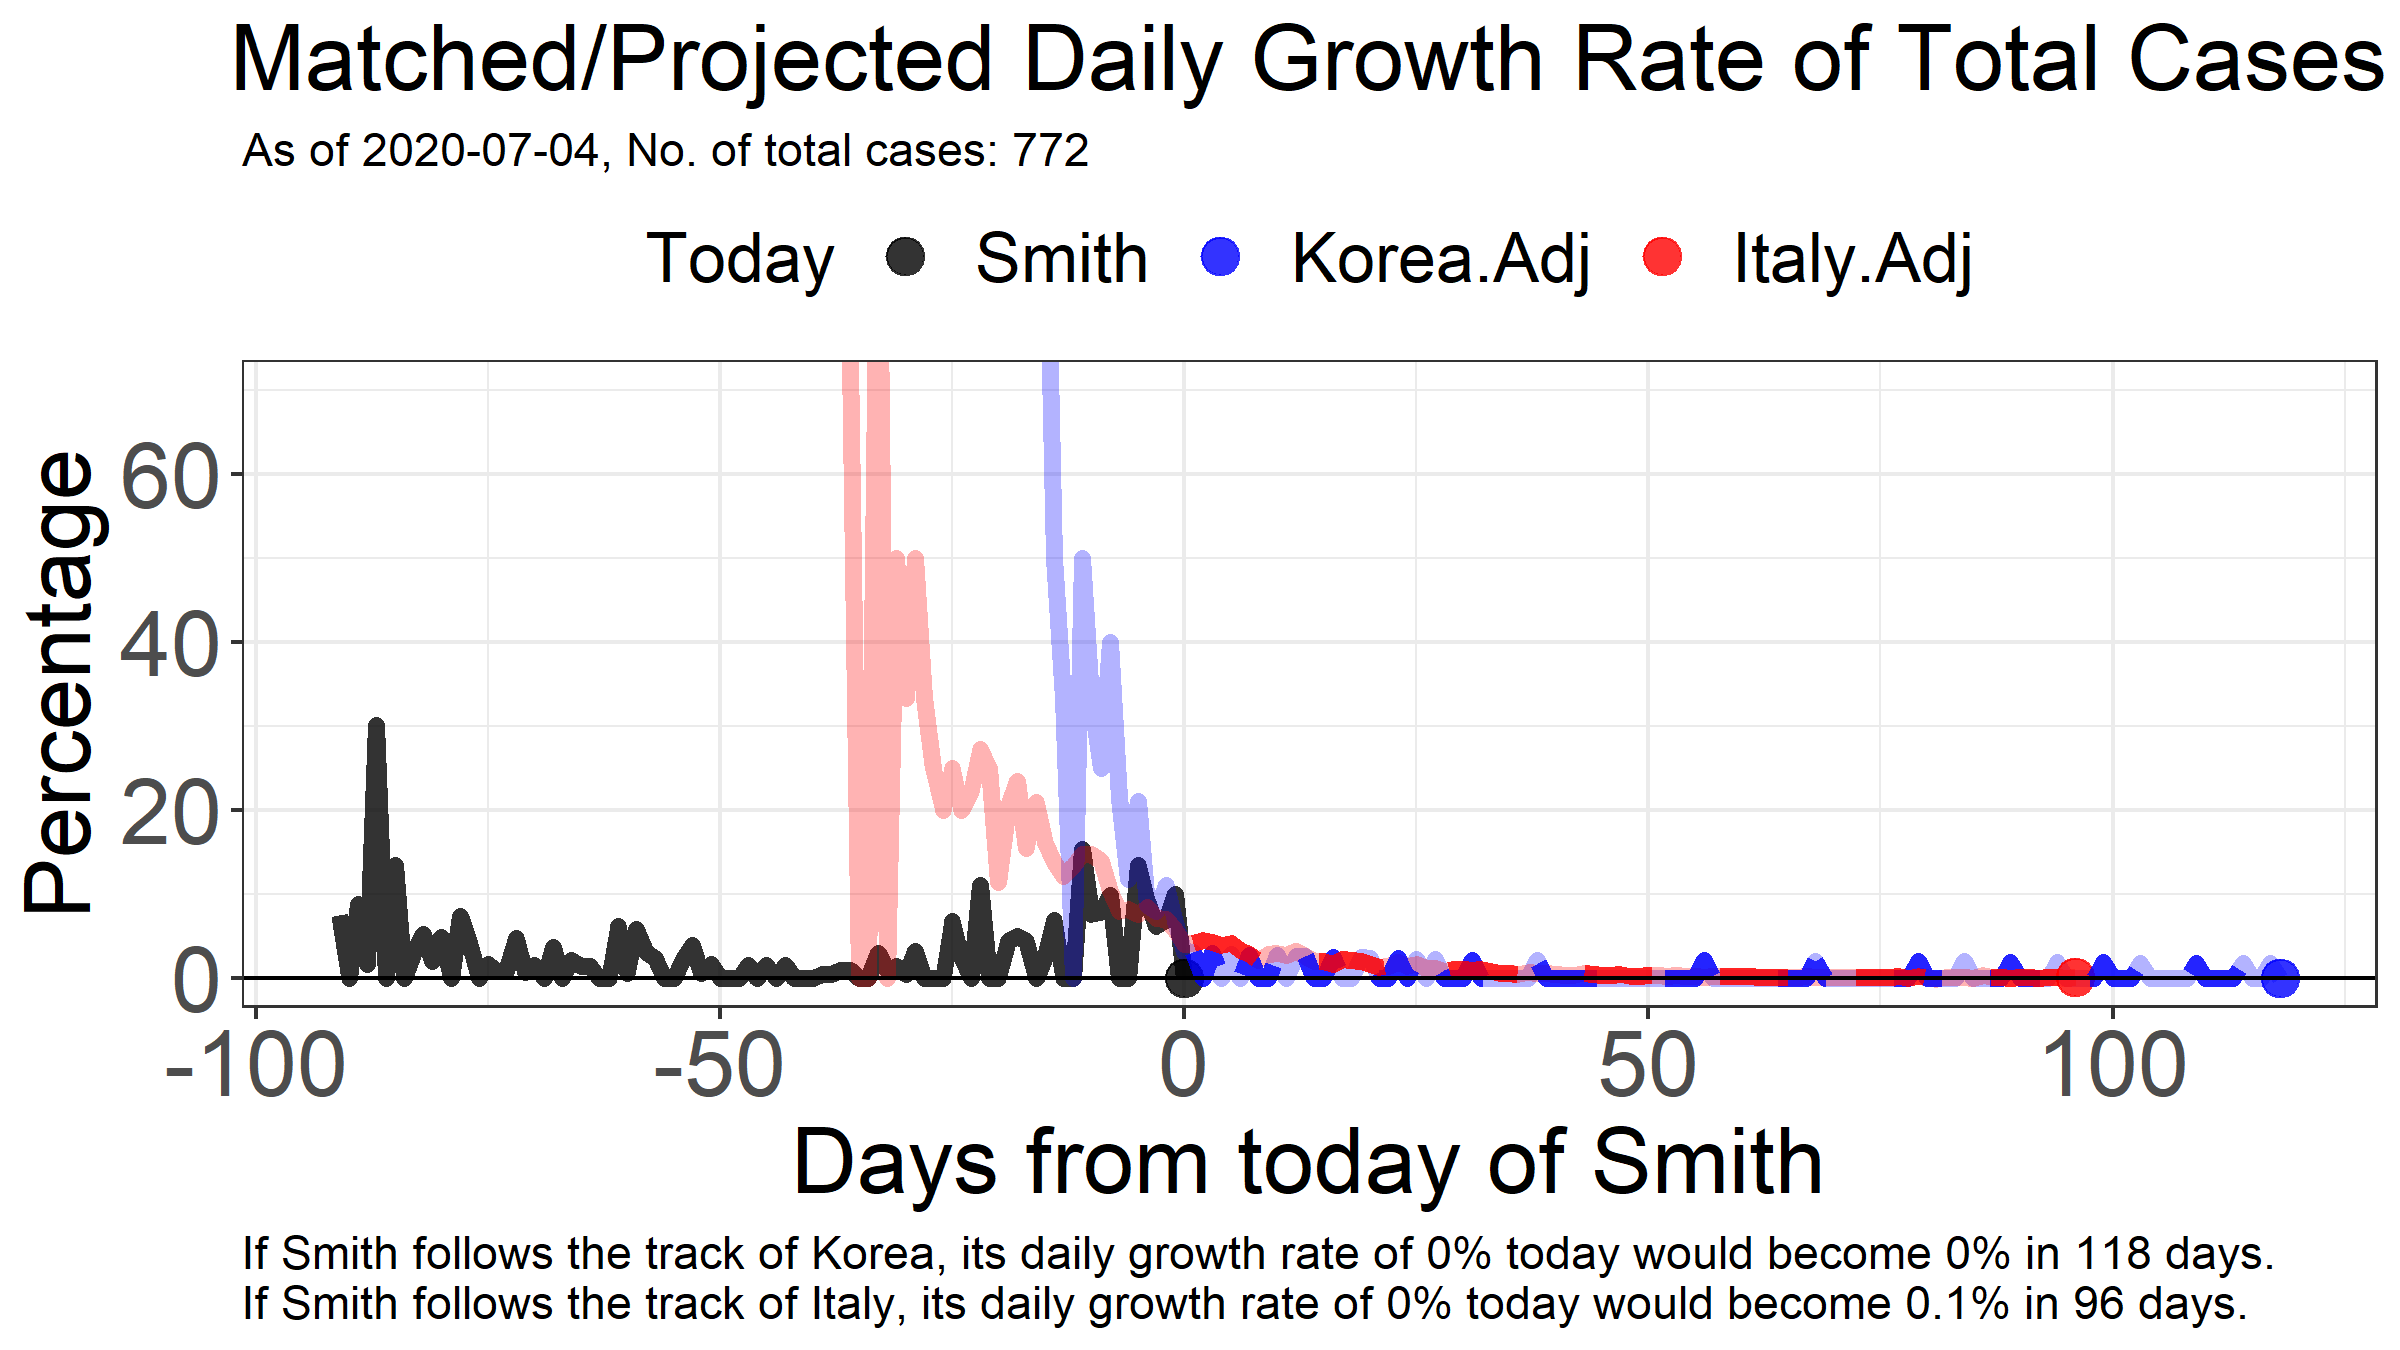 Matched/Projected Daily Growth Rate of Total Cases
As of 2020-07-04, No. of total cases: 772
Today Smith Korea.Adj Italy.Adj
Percentage
60
40
20
0
-100 -50 0 50 100
Days from today of Smith
If Smith follows the track of Korea, its daily growth rate of 0% today would become 0% in 118 days.
If Smith follows the track of Italy, its daily growth rate of 0% today would become 0.1% in 96 days.